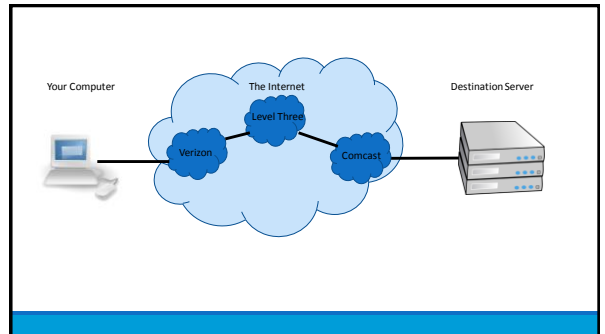 Your Computer
The Internet
Destination Server
Level Three
Verizon
Comcast